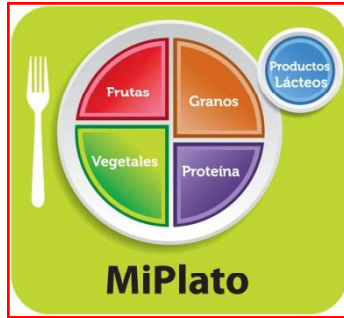 Frutas
Granos
Productos
Lácteos
Vegetales
Proteína
MiPlato